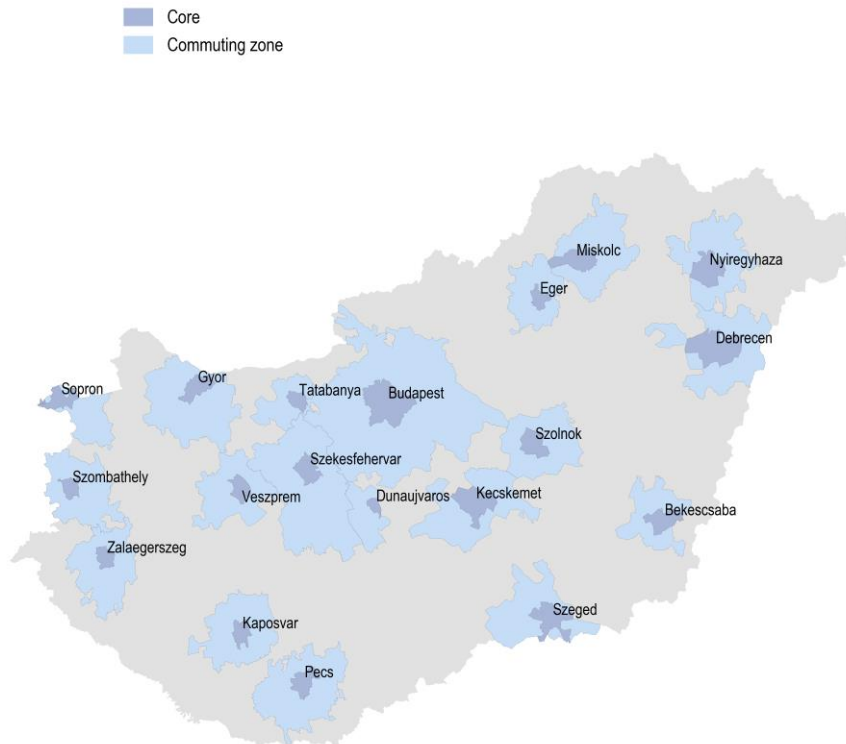 Core
Commuting zone
Miskolc
Nyiregyhaza
Eger
Debrecen
Gyor
Sopron
Tatabanya
Budapest
Szolnok
Szekesfehervar
Szombathely
Veszprem
Dunaujvaros
Kecskemet
Bekescsaba
Zalaegerszeg
Szeged
Kaposvar
Pecs